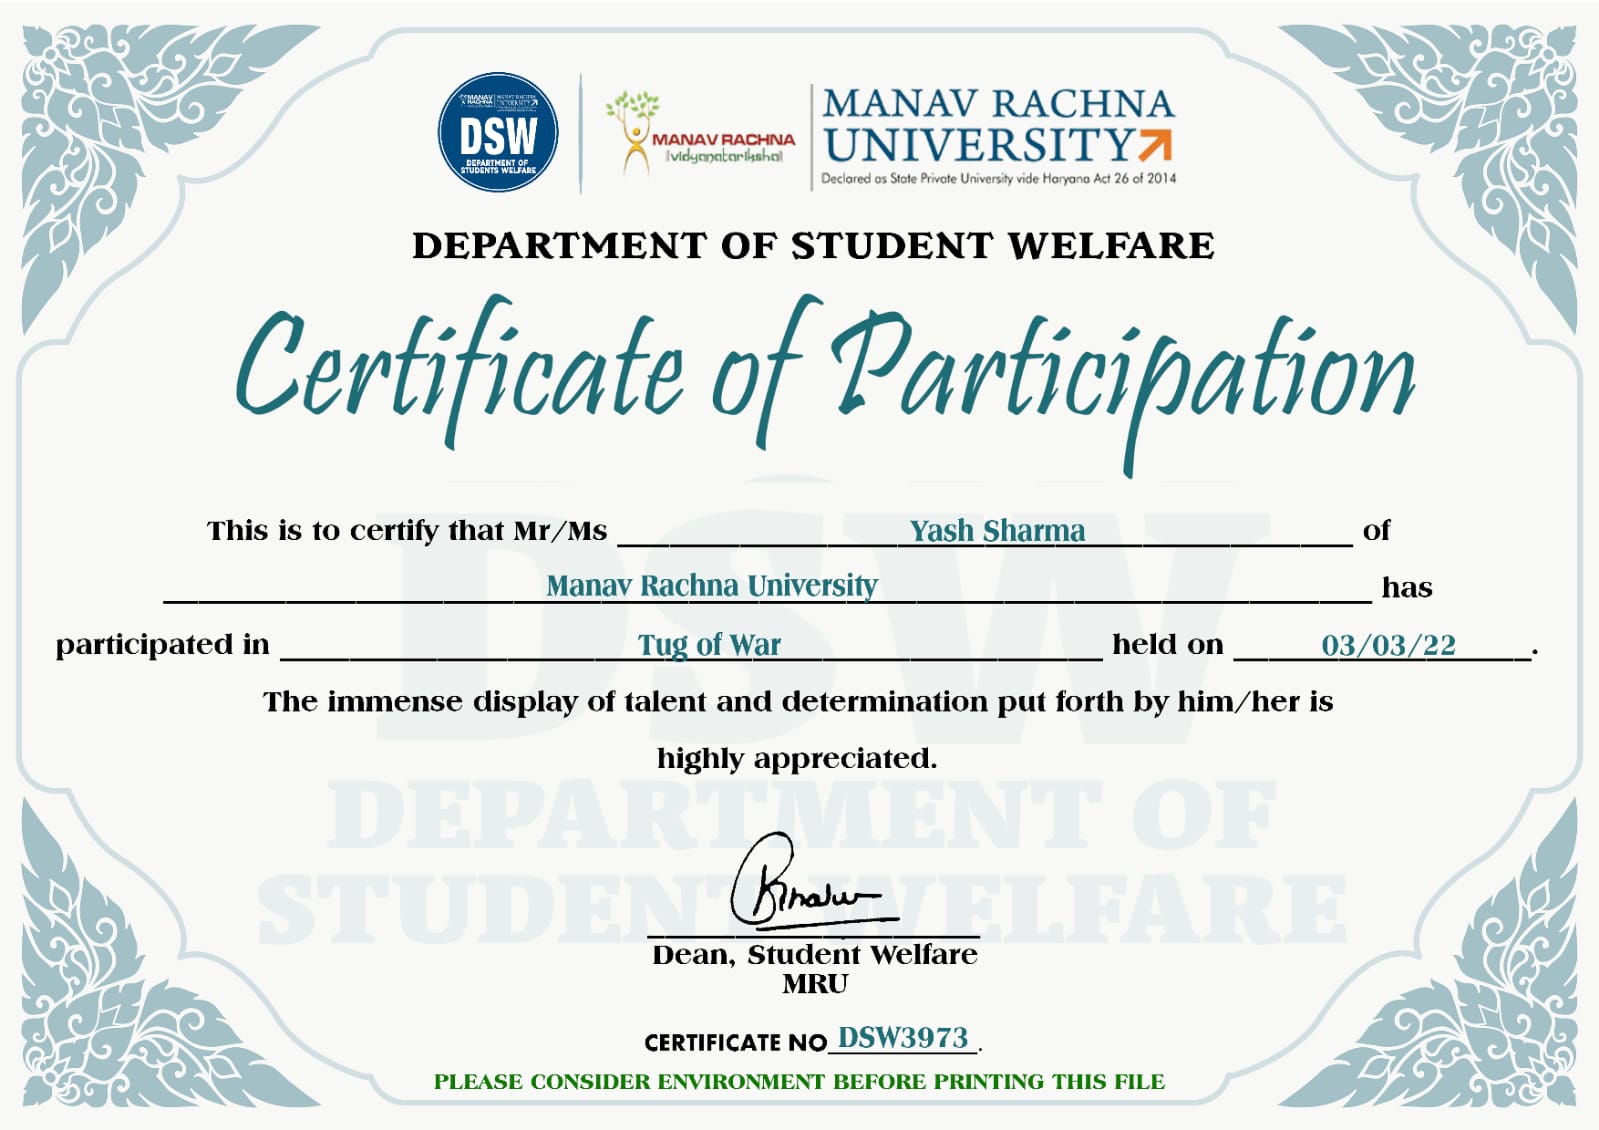 DSW
DEPARTMENT OF
STUDENTS WELFARE
MANAV RACHNA
vidyanatariksha
MANAV RACHNA
UNIVERSITY
Declared as State Private University vide Haryana Act 26 of 2014
DEPARTMENT OF STUDENT WELFARE
Certificate of Participation
This is to certify that Mr/Ms Yash Sharma of
Manav Rachna University has
participated in Tug of War held on 03/03/22.
The immense display of talent and determination put forth by him/her is
highly appreciated.
DSW
DEPARTMENT OF
STUDENT WELFARE
Dean, Student Welfare
MRU
CERTIFICATE NO DSW3973.
PLEASE CONSIDER ENVIRONMENT BEFORE PRINTING THIS FILE